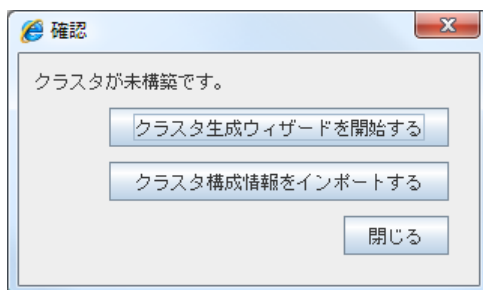 確認
クラスタが未構築です。
クラスタ生成ウィザードを開始する
クラスタ構成情報をインポートする
閉じる